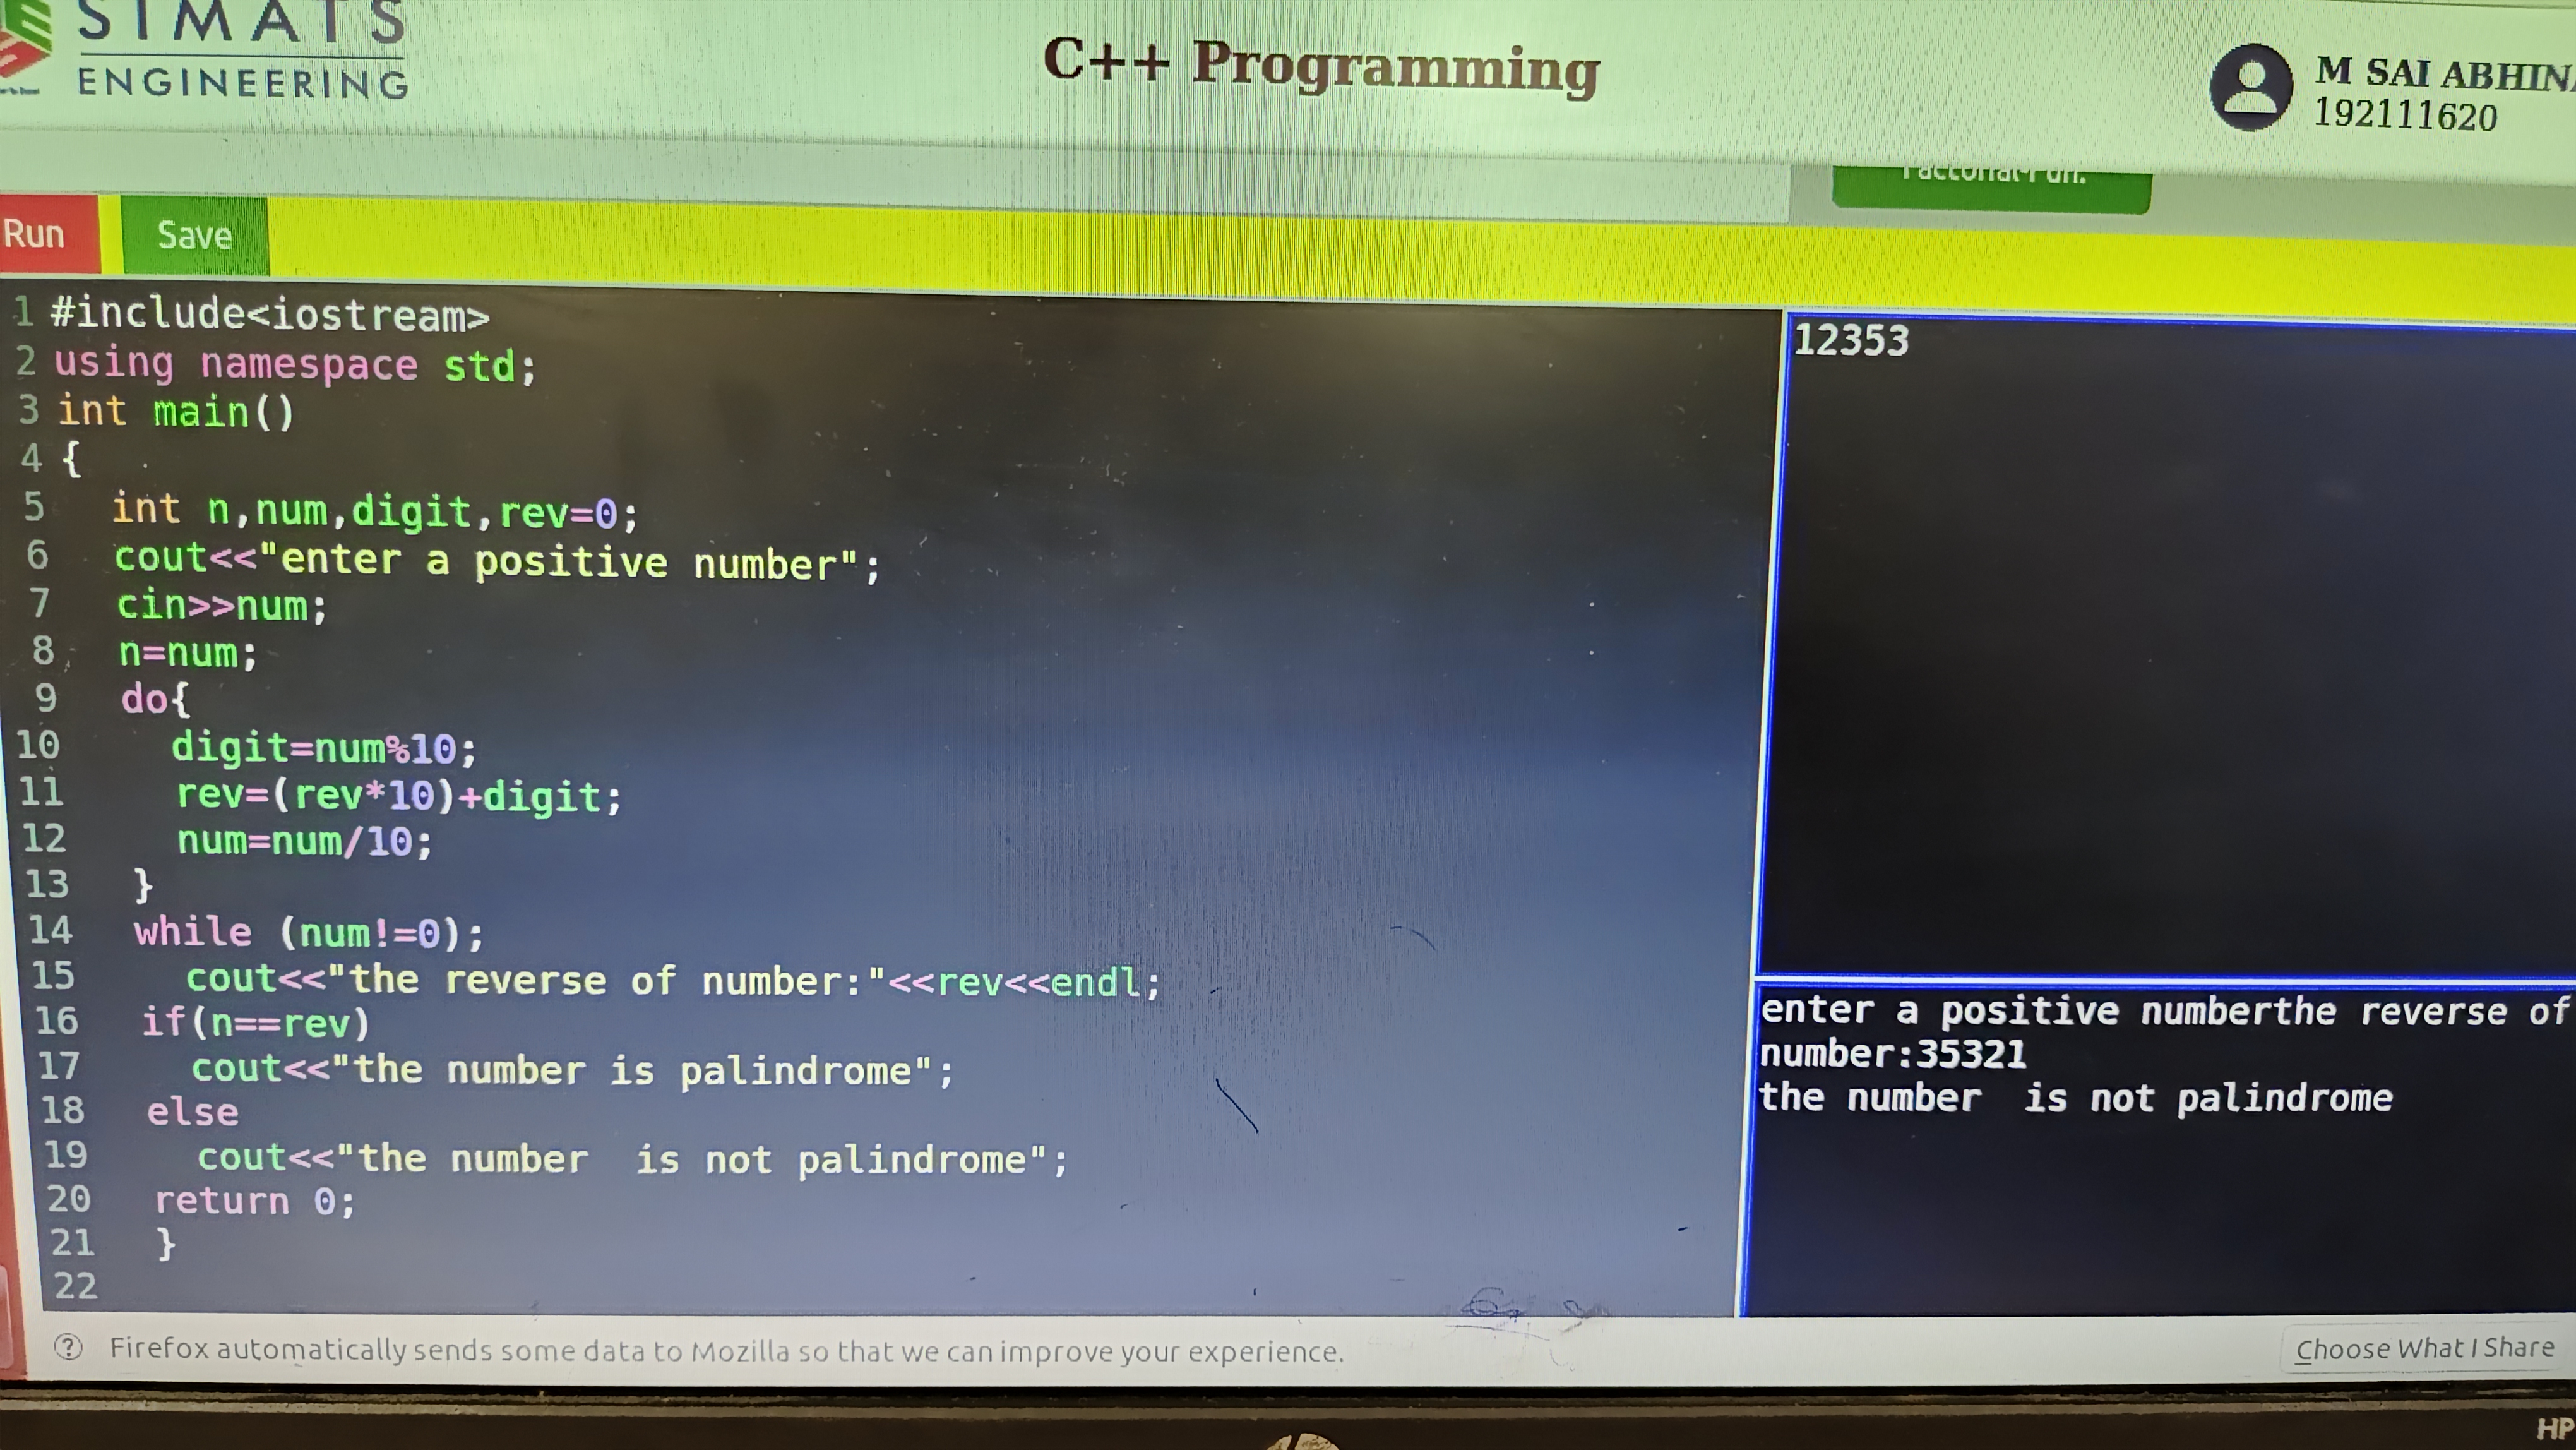 SIMATS
ENGINEERING
C++ Programming
M SAI ABHIN
192111620
Run
Save
1 #include<iostream>
2 using namespace std;
3 int main()
4 {
5 int n,num,digit,rev=0;
6 cout<<"enter a positive number";
7 cin>>num;
8 n=num;
9 do{
10 digit=num%10;
11 rev=(rev*10)+digit;
12 num=num/10;
13 }
14 while (num!=0);
15 cout<<"the reverse of number:"<<rev<<endl;
16 if(n==rev)
17 cout<<"the number is palindrome";
18 else
19 cout<<"the number  is not palindrome";
20 return 0;
21 }
22
12353
enter a positive numberthe reverse of
number:35321
the number  is not palindrome
Firefox automatically sends some data to Mozilla so that we can improve your experience.
Choose What I Share
HP